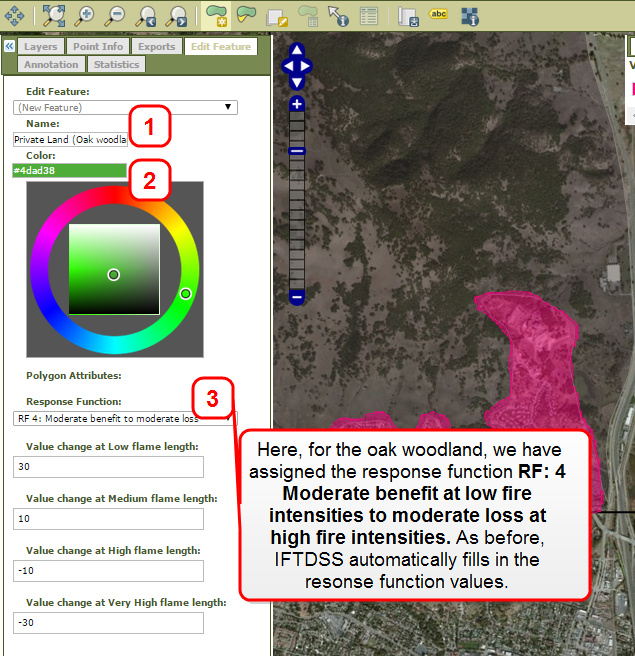 abc
«
Layers
Point Info
Exports
Edit Feature
Annotation
Statistics
Edit Feature:
(New Feature)
Name:
1
Private Land (Oak woodla
Color:
#4dad38
2
Polygon Attributes:
Response Function:
3
RF 4: Moderate benefit to moderate loss
Value change at Low flame length:
30
Value change at Medium flame length:
10
Value change at High flame length:
-10
Value change at Very High flame length:
-30
Here, for the oak woodland, we have
assigned the response function RF: 4
Moderate benefit at low fire
intensities to moderate loss at
high fire intensities. As before,
IFTDSS automatically fills in the
resonse function values.